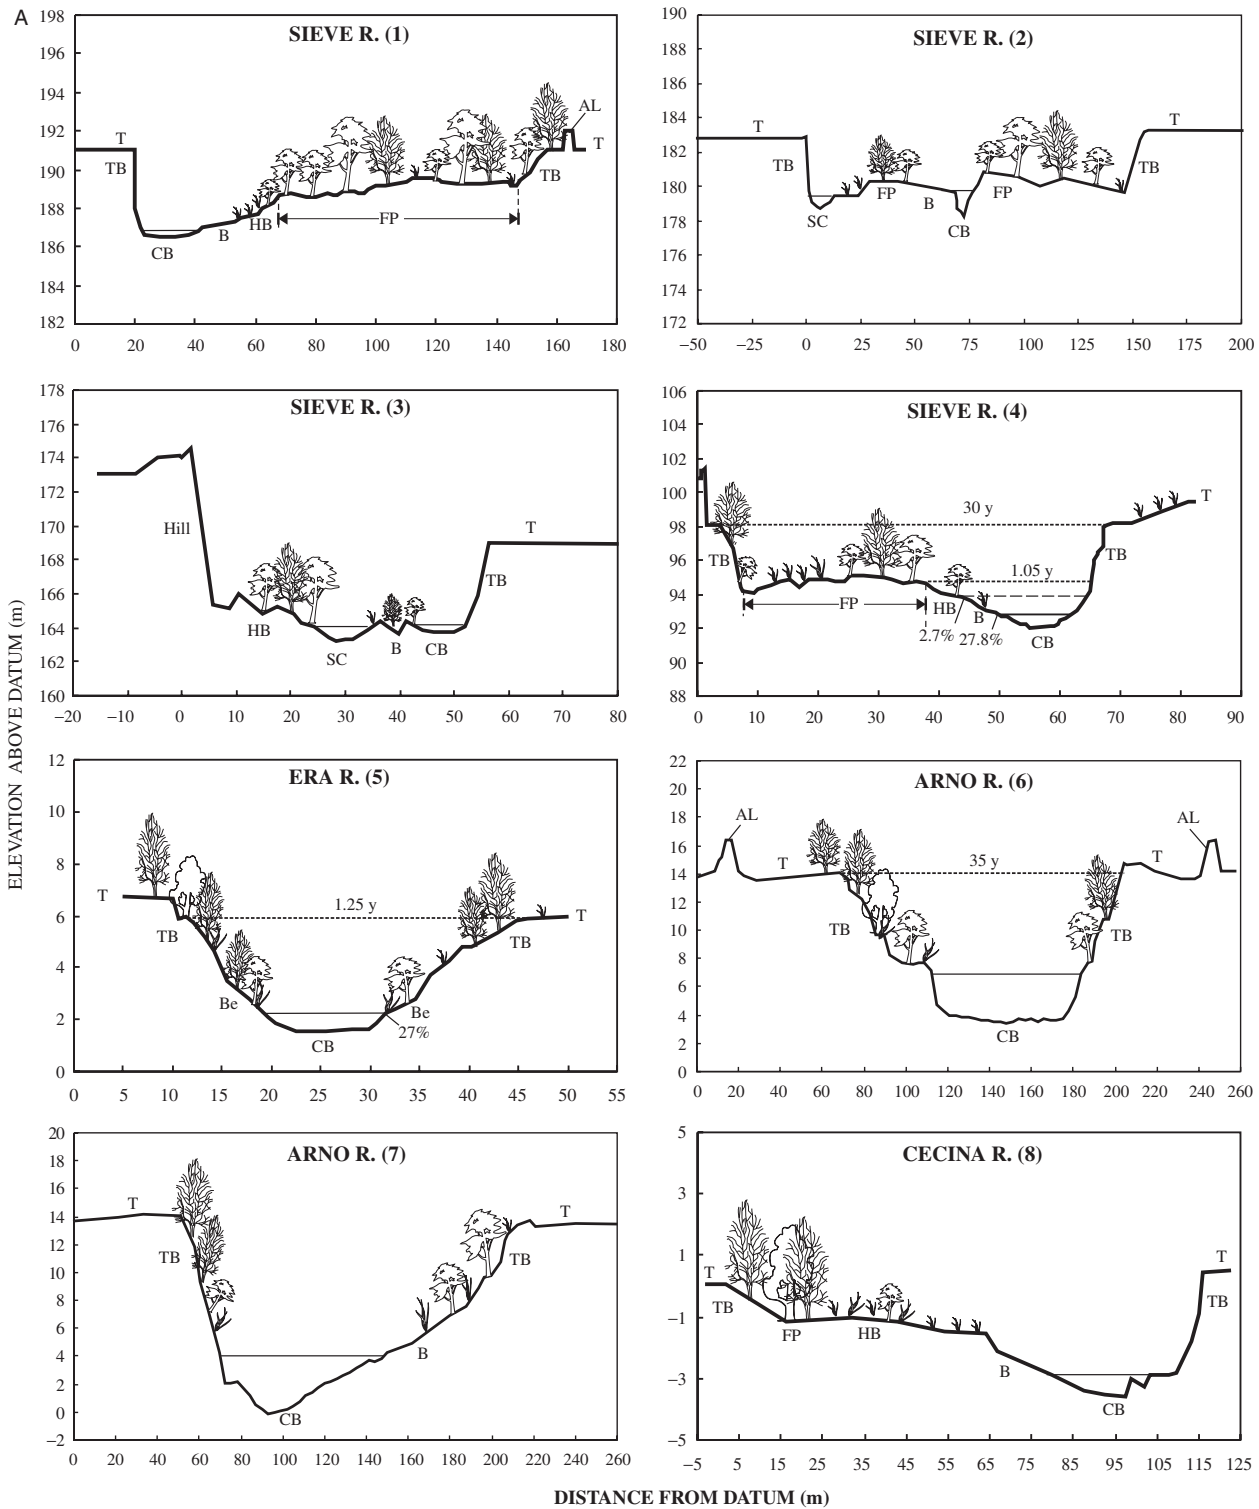 A
ELEVATION ABOVE DATUM (m)
SIEVE R. (1)
198
196
194
192
190
188
186
184
182
T
TB
CB
B
HB
FP
TB
AL
T
0 20 40 60 80 100 120 140 160 180
SIEVE R. (2)
190
188
186
184
182
180
178
176
174
172
T
TB
SC
FP
B
CB
FP
TB
T
−50 −25 0 25 50 75 100 125 150 175 200
SIEVE R. (3)
178
176
174
172
170
168
166
164
162
160
Hill
HB
SC
B
CB
TB
T
−20 −10 0 10 20 30 40 50 60 70 80
SIEVE R. (4)
106
104
102
100
98
96
94
92
90
88
30 y
1.05 y
TB
FP
HB
B
2.7% 27.8%
CB
TB
T
0 10 20 30 40 50 60 70 80 90
ERA R. (5)
12
10
8
6
4
2
0
1.25 y
T
TB
Be
CB
27%
Be
TB
T
0 5 10 15 20 25 30 35 40 45 50 55
ARNO R. (6)
22
20
18
16
14
12
10
8
6
4
2
0
AL
T
35 y
TB
CB
TB
T
AL
0 20 40 60 80 100 120 140 160 180 200 220 240 260
ARNO R. (7)
20
18
16
14
12
10
8
6
4
2
0
−2
T
TB
CB
B
TB
T
0 20 40 60 80 100 120 140 160 180 200 220 240 260
CECINA R. (8)
5
3
1
−1
−3
−5
T
TB
FP
HB
B
CB
TB
T
−5 5 15 25 35 45 55 65 75 85 95 105 115 125
DISTANCE FROM DATUM (m)